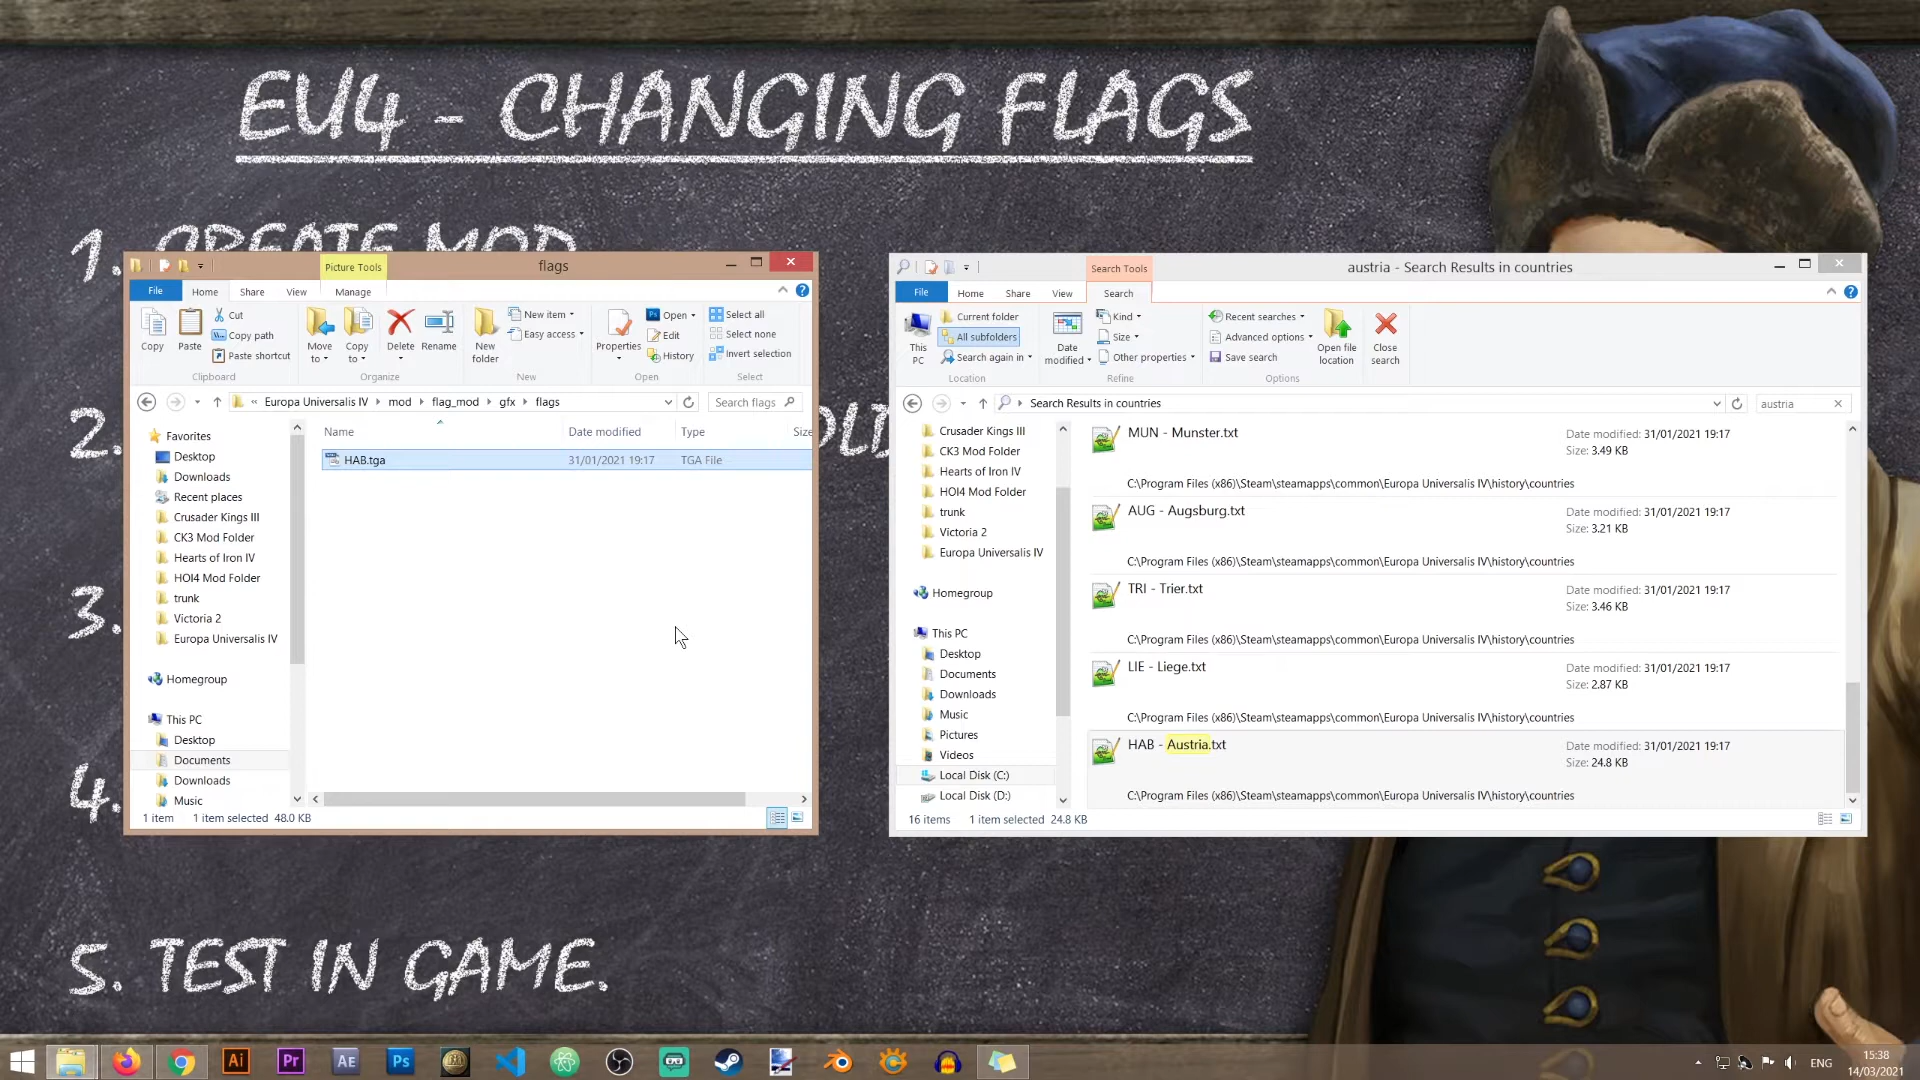 EU4 - CHANGING FLAGS
1. CREATE MOD
2.
3.
4.
5. TEST IN GAME.
Picture Tools
flags
File
Home
Share
View
Manage
Copy
Paste
Cut
Copy path
Paste shortcut
Clipboard
Move to
Copy to
Delete
Rename
Organize
New folder
New item
Easy access
New
Properties
Open
Edit
History
Open
Select all
Select none
Invert selection
Select
« Europa Universalis IV
mod
flag_mod
gfx
flags
Search flags
Favorites
Desktop
Downloads
Recent places
Crusader Kings III
CK3 Mod Folder
Hearts of Iron IV
HOI4 Mod Folder
trunk
Victoria 2
Europa Universalis IV
Homegroup
This PC
Desktop
Documents
Downloads
Music
Name
Date modified
Type
Size
HAB.tga
31/01/2021 19:17
TGA File
1 item
1 item selected 48.0 KB
Search Tools
austria - Search Results in countries
File
Home
Share
View
Search
This PC
Current folder
All subfolders
Search again in
Location
Date modified
Kind
Size
Other properties
Refine
Recent searches
Advanced options
Save search
Options
Open file location
Close search
Search Results in countries
austria
Crusader Kings III
CK3 Mod Folder
Hearts of Iron IV
HOI4 Mod Folder
trunk
Victoria 2
Europa Universalis IV
Homegroup
This PC
Desktop
Documents
Downloads
Music
Pictures
Videos
Local Disk (C:)
Local Disk (D:)
MUN - Munster.txt
Date modified: 31/01/2021 19:17
Size: 3.49 KB
C:\Program Files (x86)\Steam\steamapps\common\Europa Universalis IV\history\countries
AUG - Augsburg.txt
Date modified: 31/01/2021 19:17
Size: 3.21 KB
C:\Program Files (x86)\Steam\steamapps\common\Europa Universalis IV\history\countries
TRI - Trier.txt
Date modified: 31/01/2021 19:17
Size: 3.46 KB
C:\Program Files (x86)\Steam\steamapps\common\Europa Universalis IV\history\countries
LIE - Liege.txt
Date modified: 31/01/2021 19:17
Size: 2.87 KB
C:\Program Files (x86)\Steam\steamapps\common\Europa Universalis IV\history\countries
HAB - Austria.txt
Date modified: 31/01/2021 19:17
Size: 24.8 KB
C:\Program Files (x86)\Steam\steamapps\common\Europa Universalis IV\history\countries
16 items
1 item selected 24.8 KB
Ai
Pr
Ae
Ps
ENG
15:38
14/03/2021